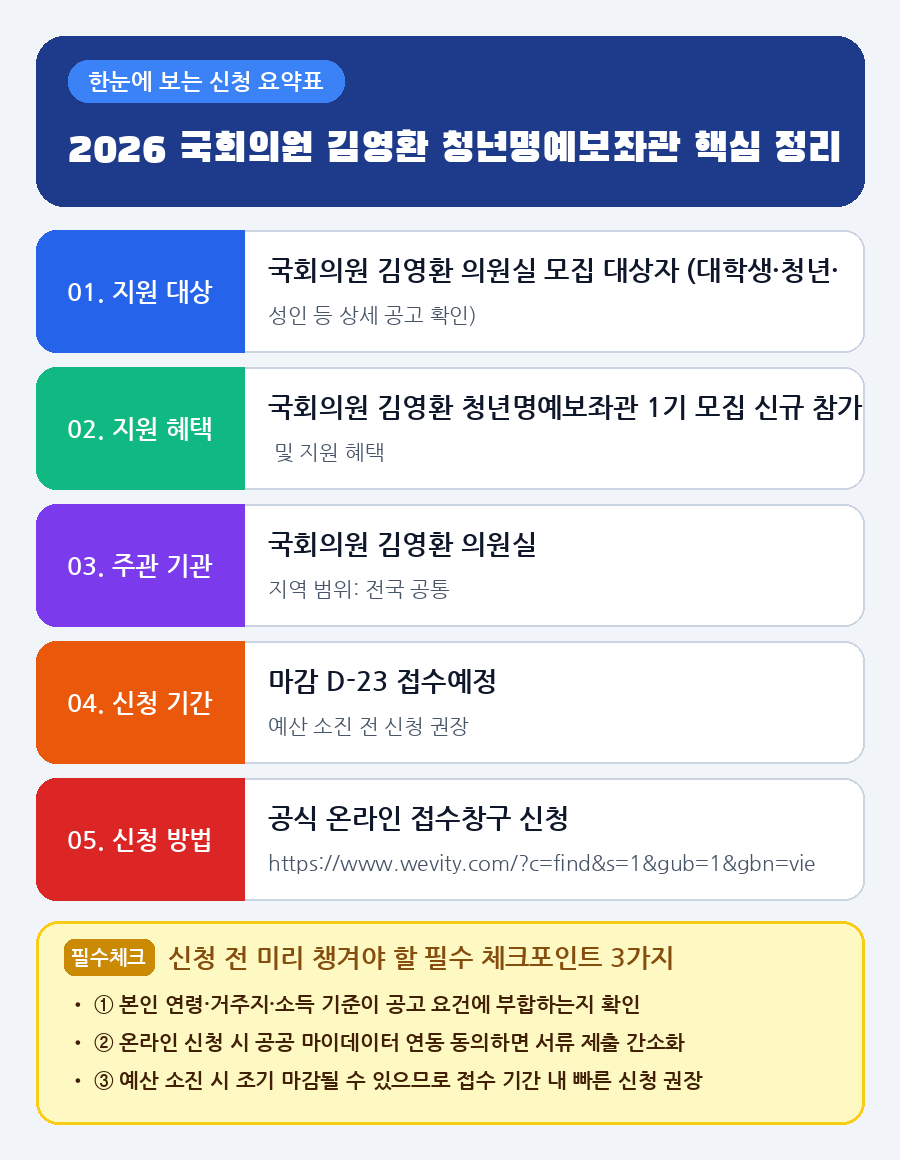 한눈에 보는 신청 요약표
2026 국회의원 김영환 청년명예보좌관 핵심 정리
01. 지원 대상
국회의원 김영환 의원실 모집 대상자 (대학생·청년·
성인 등 상세 공고 확인)
02. 지원 혜택
국회의원 김영환 청년명예보좌관 1기 모집 신규 참가
및 지원 혜택
03. 주관 기관
국회의원 김영환 의원실
지역 범위: 전국 공통
04. 신청 기간
마감 D-23 접수예정
예산 소진 전 신청 권장
05. 신청 방법
공식 온라인 접수창구 신청
https://www.wevity.com/?c=find&s=1&gub=1&gbn=vie
필수체크 신청 전 미리 챙겨야 할 필수 체크포인트 3가지
• ① 본인 연령·거주지·소득 기준이 공고 요건에 부합하는지 확인
• ② 온라인 신청 시 공공 마이데이터 연동 동의하면 서류 제출 간소화
• ③ 예산 소진 시 조기 마감될 수 있으므로 접수 기간 내 빠른 신청 권장